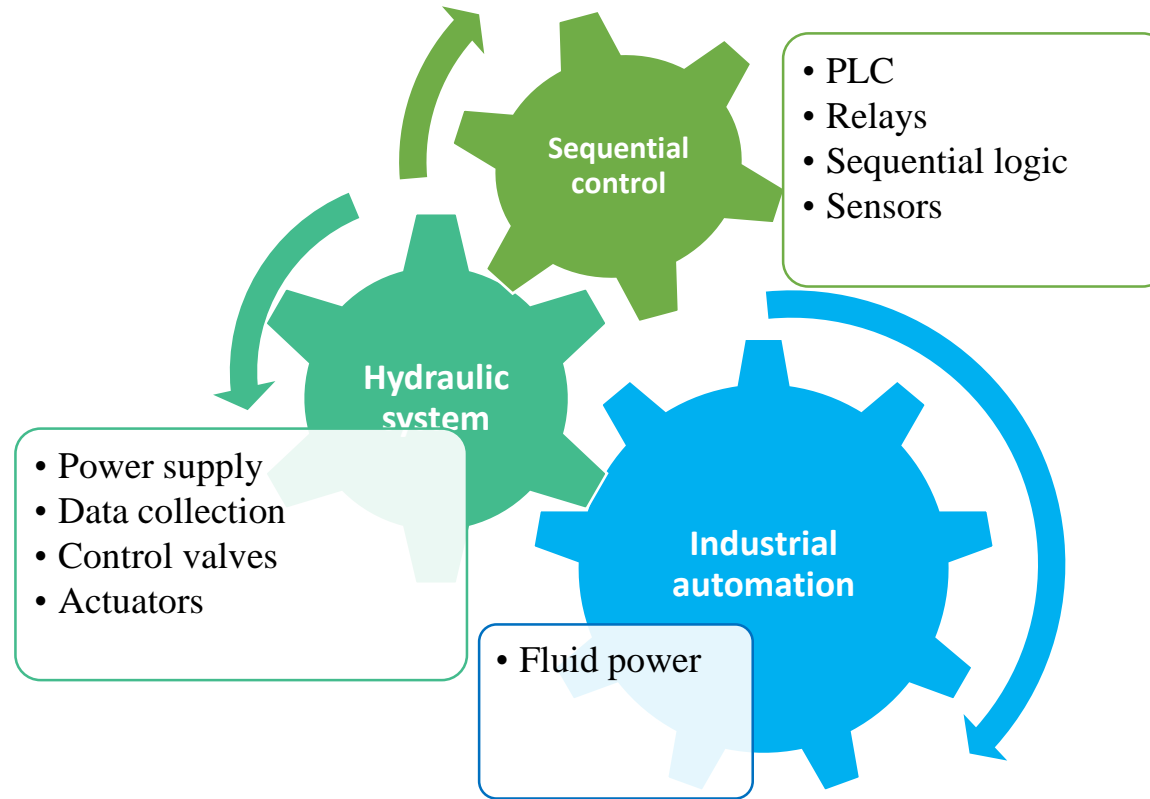 Sequential
control
• PLC
• Relays
• Sequential logic
• Sensors
Hydraulic
system
• Power supply
• Data collection
• Control valves
• Actuators
Industrial
automation
• Fluid power